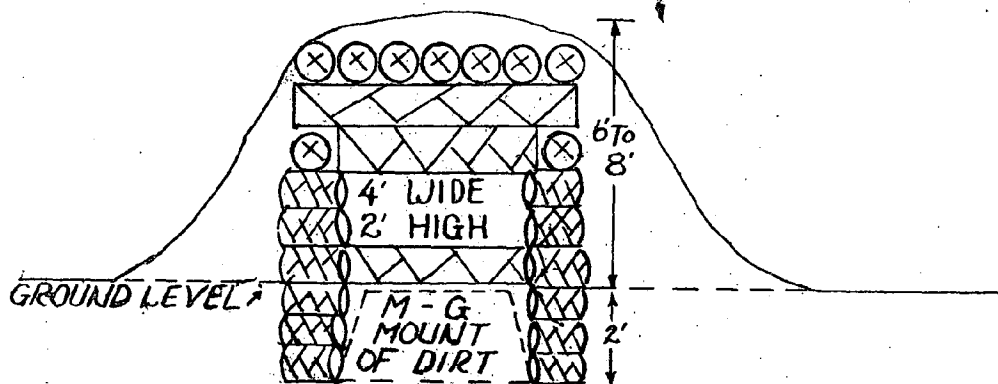 6' To
8'
4' WIDE
2' HIGH
GROUND LEVEL
M - G
MOUNT
OF DIRT
2'